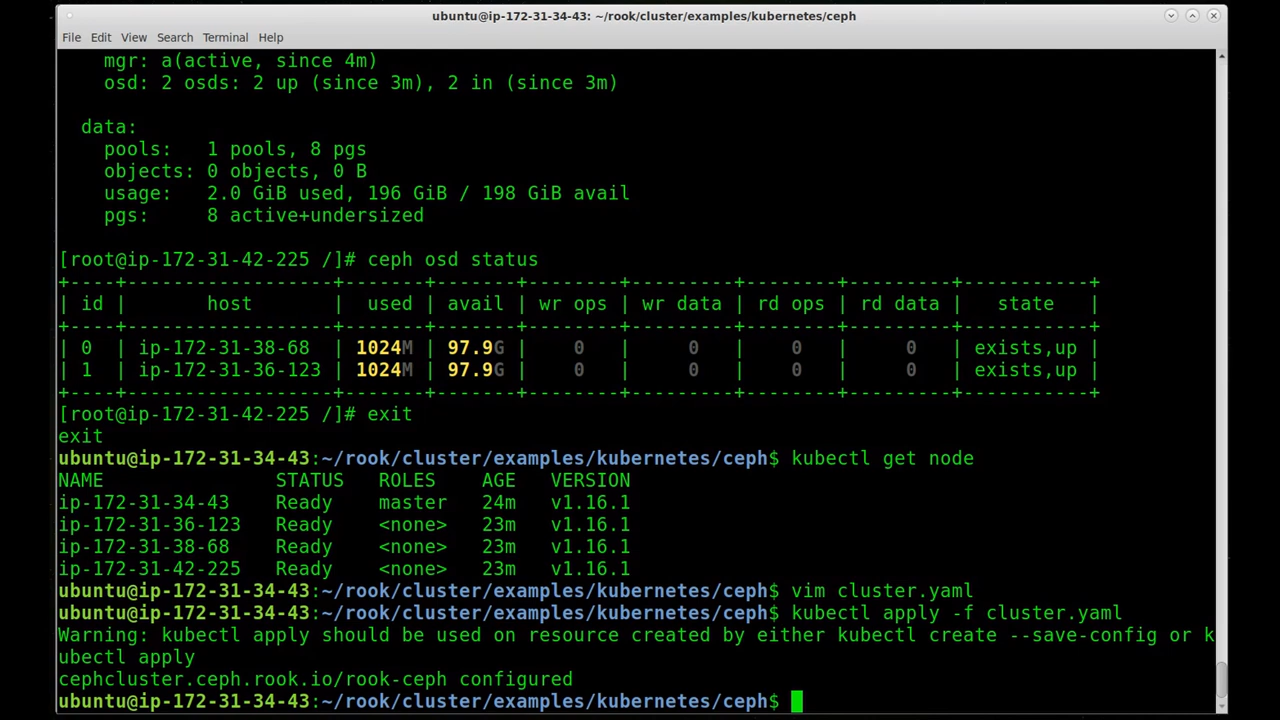 ubuntu@ip-172-31-34-43: ~/rook/cluster/examples/kubernetes/ceph
File Edit View Search Terminal Help
mgr: a(active, since 4m)
osd: 2 osds: 2 up (since 3m), 2 in (since 3m)
data:
pools:   1 pools, 8 pgs
objects: 0 objects, 0 B
usage:   2.0 GiB used, 196 GiB / 198 GiB avail
pgs:     8 active+undersized
[root@ip-172-31-42-225 /]# ceph osd status
+----+------------------+-------+-------+--------+---------+--------+---------+-----------+
| id |       host       |  used | avail | wr ops | wr data | rd ops | rd data |   state   |
+----+------------------+-------+-------+--------+---------+--------+---------+-----------+
| 0  | ip-172-31-38-68  | 1024M | 97.9G |    0   |     0   |    0   |     0   | exists,up |
| 1  | ip-172-31-36-123 | 1024M | 97.9G |    0   |     0   |    0   |     0   | exists,up |
+----+------------------+-------+-------+--------+---------+--------+---------+-----------+
[root@ip-172-31-42-225 /]# exit
exit
ubuntu@ip-172-31-34-43:~/rook/cluster/examples/kubernetes/ceph$ kubectl get node
NAME               STATUS   ROLES    AGE   VERSION
ip-172-31-34-43    Ready    master   24m   v1.16.1
ip-172-31-36-123   Ready    <none>   23m   v1.16.1
ip-172-31-38-68    Ready    <none>   23m   v1.16.1
ip-172-31-42-225   Ready    <none>   23m   v1.16.1
ubuntu@ip-172-31-34-43:~/rook/cluster/examples/kubernetes/ceph$ vim cluster.yaml
ubuntu@ip-172-31-34-43:~/rook/cluster/examples/kubernetes/ceph$ kubectl apply -f cluster.yaml
Warning: kubectl apply should be used on resource created by either kubectl create --save-config or k
ubectl apply
cephcluster.ceph.rook.io/rook-ceph configured
ubuntu@ip-172-31-34-43:~/rook/cluster/examples/kubernetes/ceph$